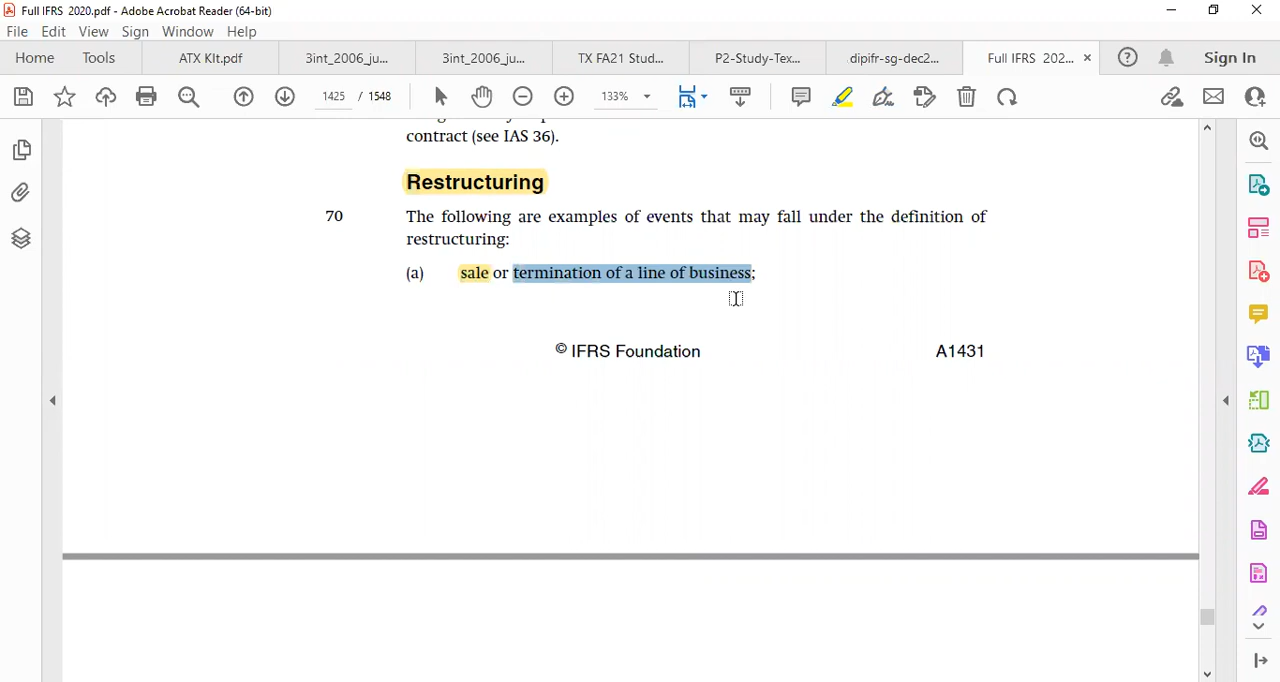 Full IFRS 2020.pdf - Adobe Acrobat Reader (64-bit)
File Edit View Sign Window Help
Home Tools ATX KIt.pdf 3int_2006_ju... 3int_2006_ju... TX FA21 Stud... P2-Study-Tex... dipifr-sg-dec2... Full IFRS 202... × Sign In
1425 / 1548 133%
contract (see IAS 36).
Restructuring
70 The following are examples of events that may fall under the definition of
restructuring:
(a) sale or termination of a line of business;
© IFRS Foundation A1431